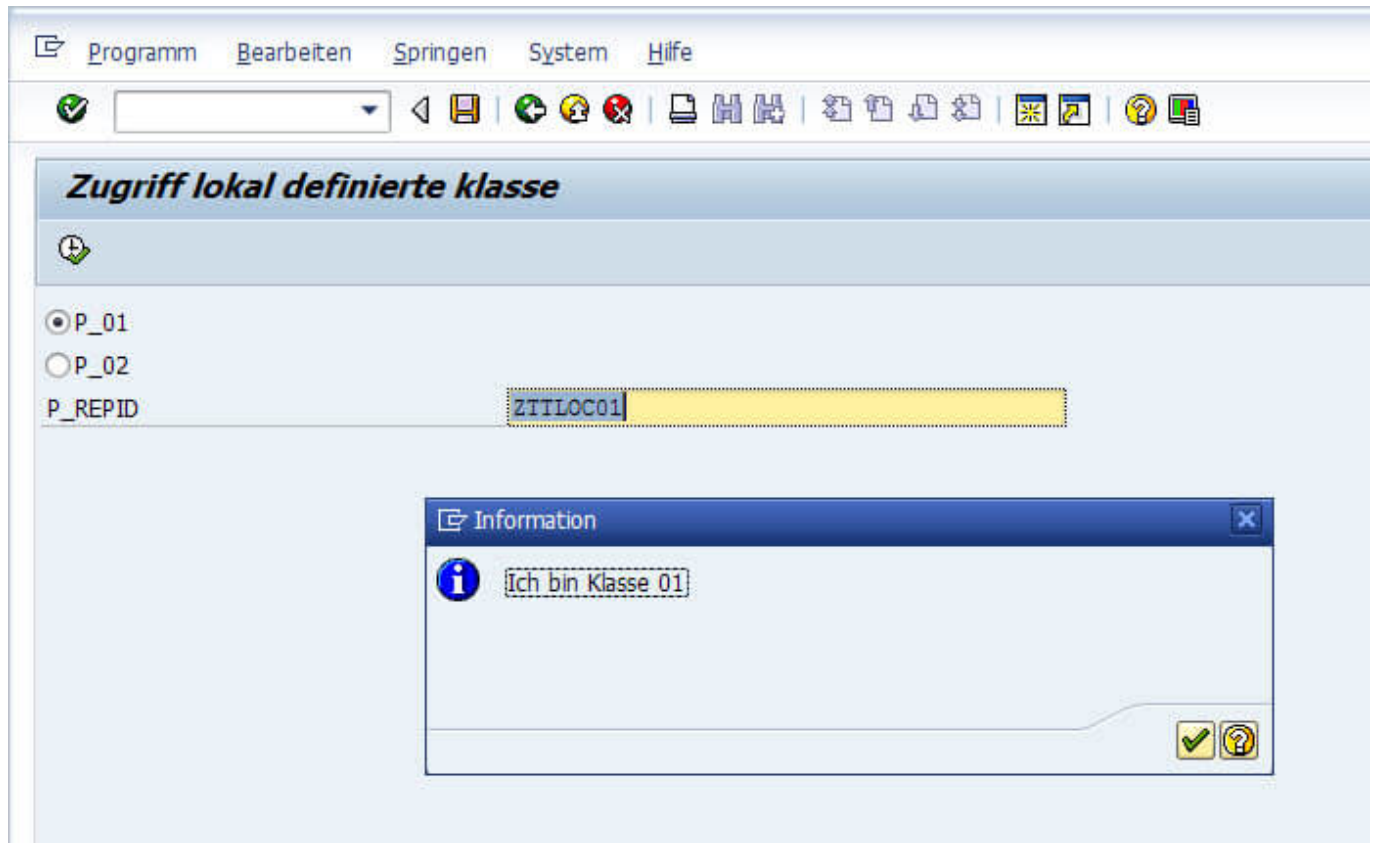 Programm Bearbeiten Springen System Hilfe
Zugriff lokal definierte klasse
P_01
P_02
P_REPID ZTTLOC01
Information
Ich bin Klasse 01